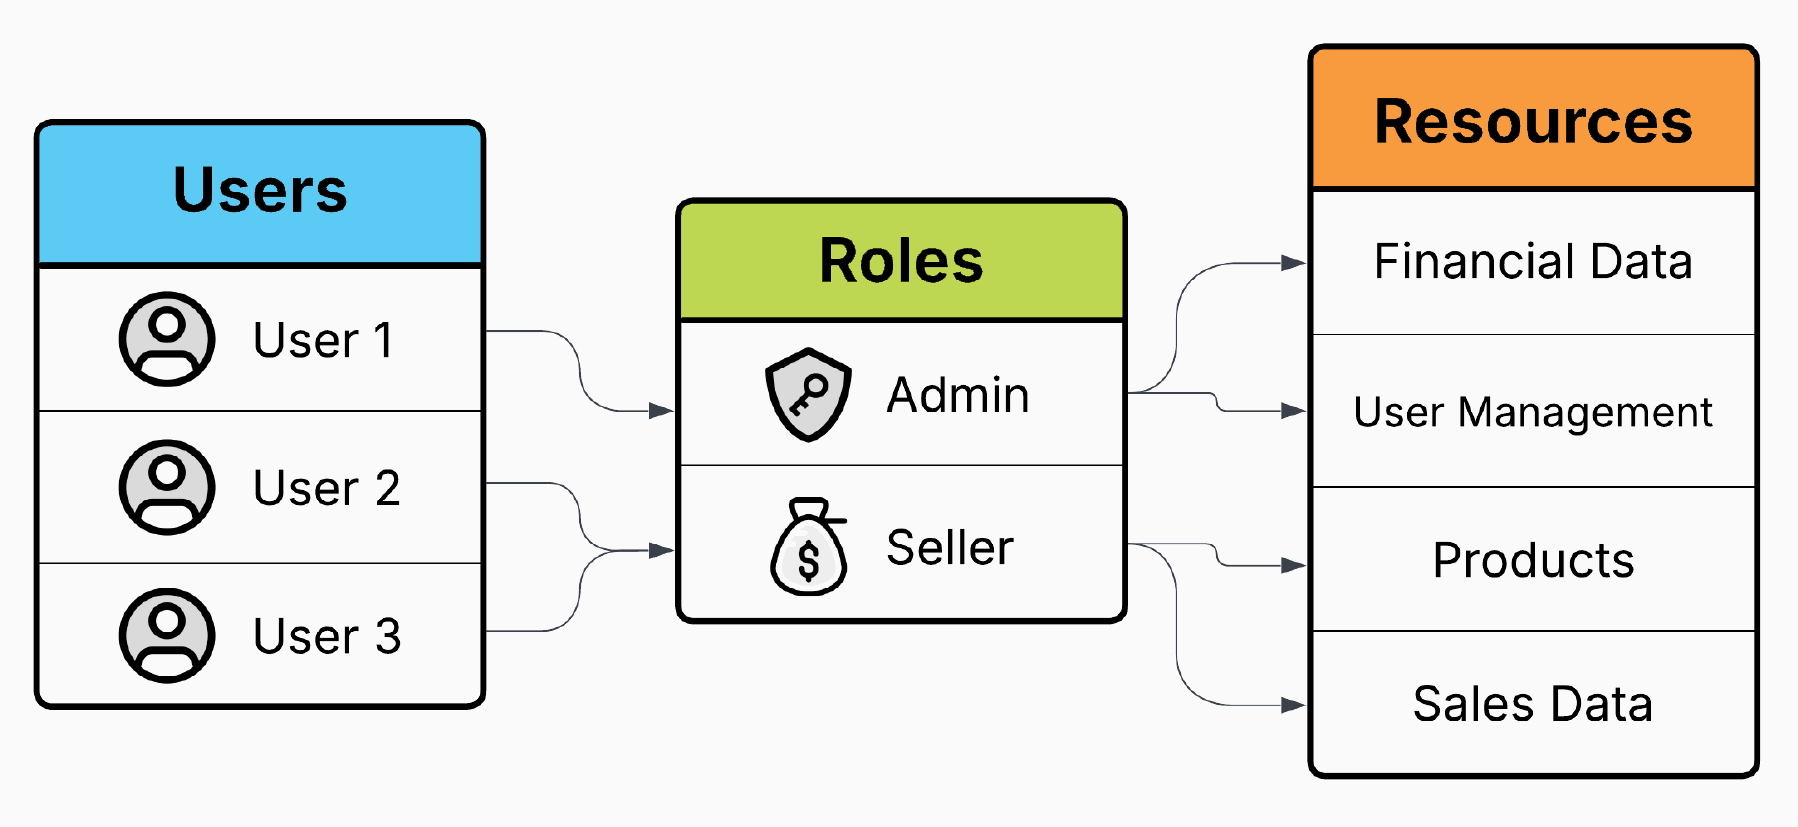 Users
User 1
User 2
User 3
Roles
Admin
$
Seller
Resources
Financial Data
User Management
Products
Sales Data